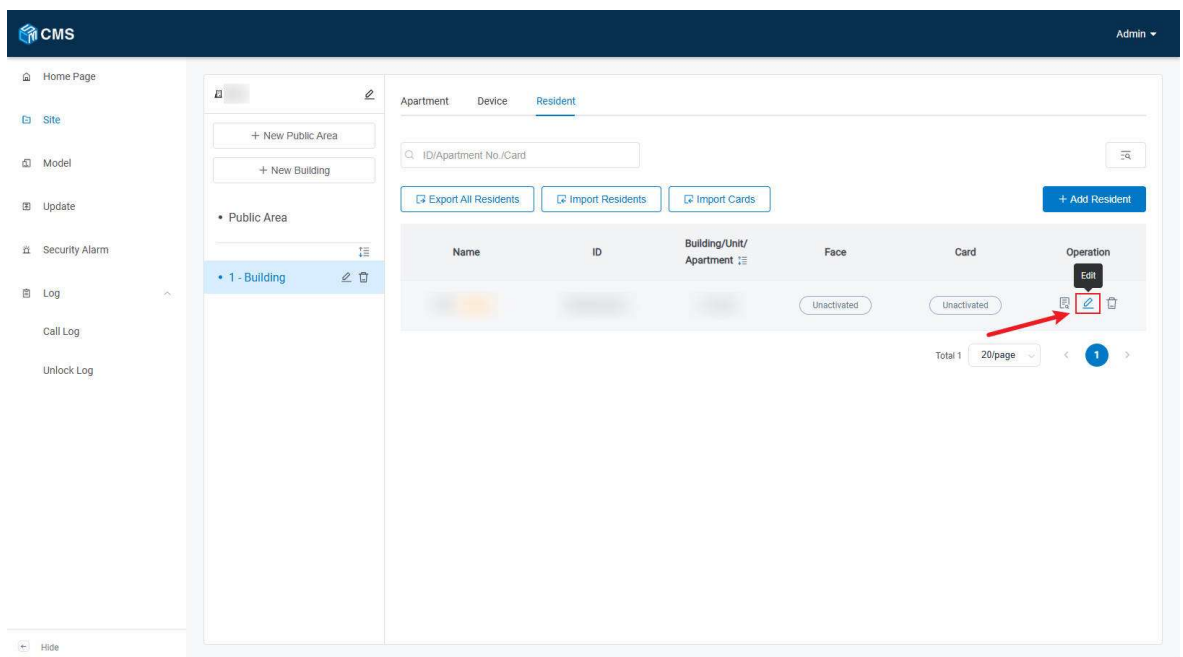 CMS
Admin
Home Page
Site
Model
Update
Security Alarm
Log
Call Log
Unlock Log
Hide
+ New Public Area
+ New Building
• Public Area
• 1 - Building
Apartment Device Resident
ID/Apartment No./Card
Export All Residents Import Residents Import Cards + Add Resident
Name ID Building/Unit/ Apartment Face Card Operation
Edit
Unactivated Unactivated
Total 1 20/page < 1 >